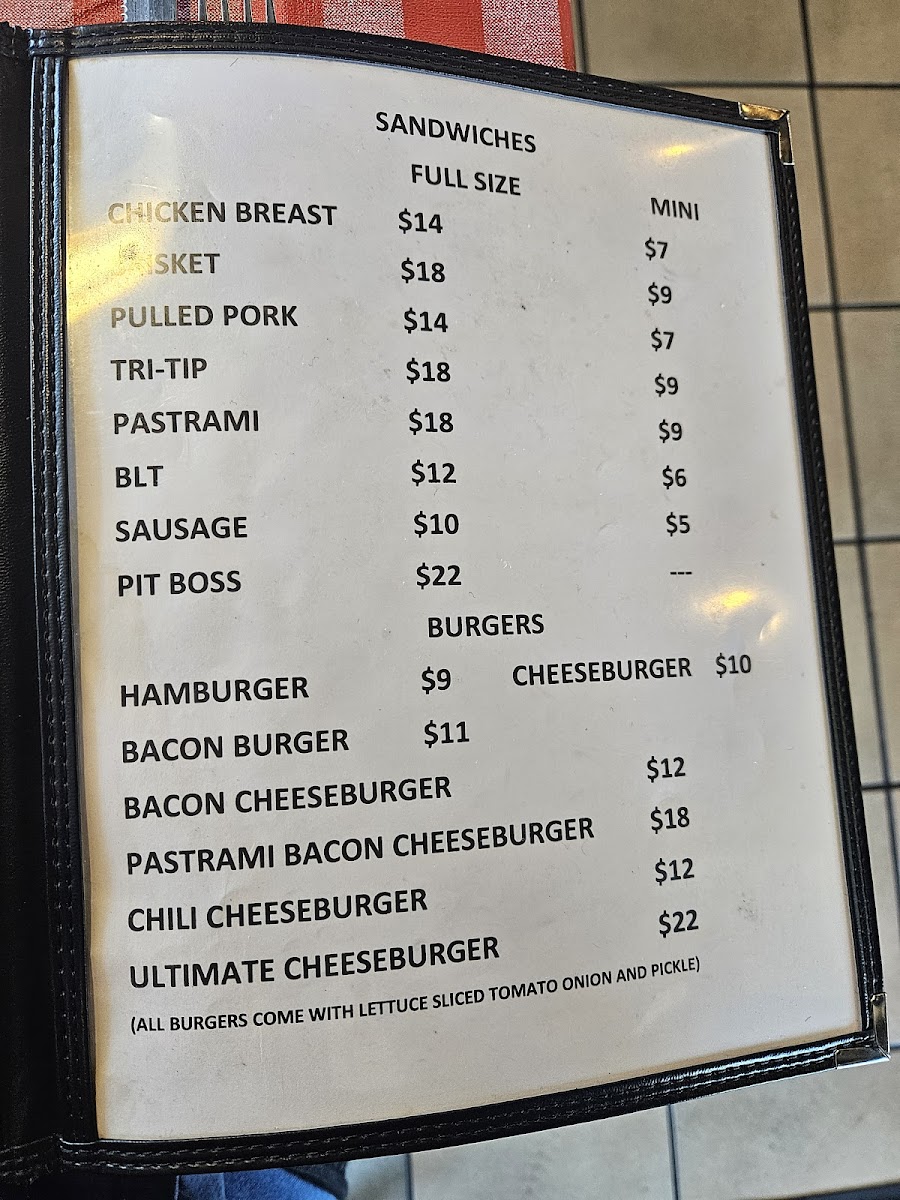 SANDWICHES
FULL SIZE MINI
CHICKEN BREAST $14 $7
BRISKET $18 $9
PULLED PORK $14 $7
TRI-TIP $18 $9
PASTRAMI $18 $9
BLT $12 $6
SAUSAGE $10 $5
PIT BOSS $22 ---
BURGERS
HAMBURGER $9 CHEESEBURGER $10
BACON BURGER $11
BACON CHEESEBURGER $12
PASTRAMI BACON CHEESEBURGER $18
CHILI CHEESEBURGER $12
ULTIMATE CHEESEBURGER $22
(ALL BURGERS COME WITH LETTUCE SLICED TOMATO ONION AND PICKLE)